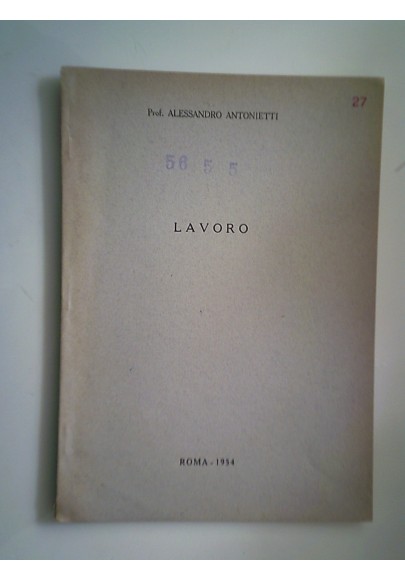 27
Prof. ALESSANDRO ANTONIETTI
56 5 5
LAVORO
ROMA - 1954